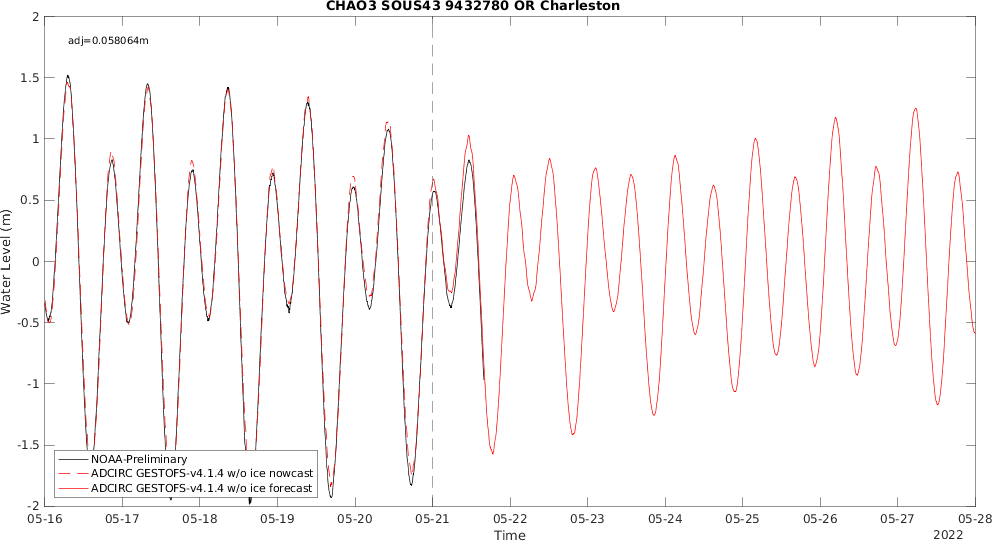 CHAO3 SOUS43 9432780 OR Charleston
adj=0.058064m
Water Level (m)
2
1.5
1
0.5
0
-0.5
-1
-1.5
-2
NOAA-Preliminary
ADCIRC GESTOFS-v4.1.4 w/o ice nowcast
ADCIRC GESTOFS-v4.1.4 w/o ice forecast
05-16 05-17 05-18 05-19 05-20 05-21 05-22 05-23 05-24 05-25 05-26 05-27 05-28
Time
2022